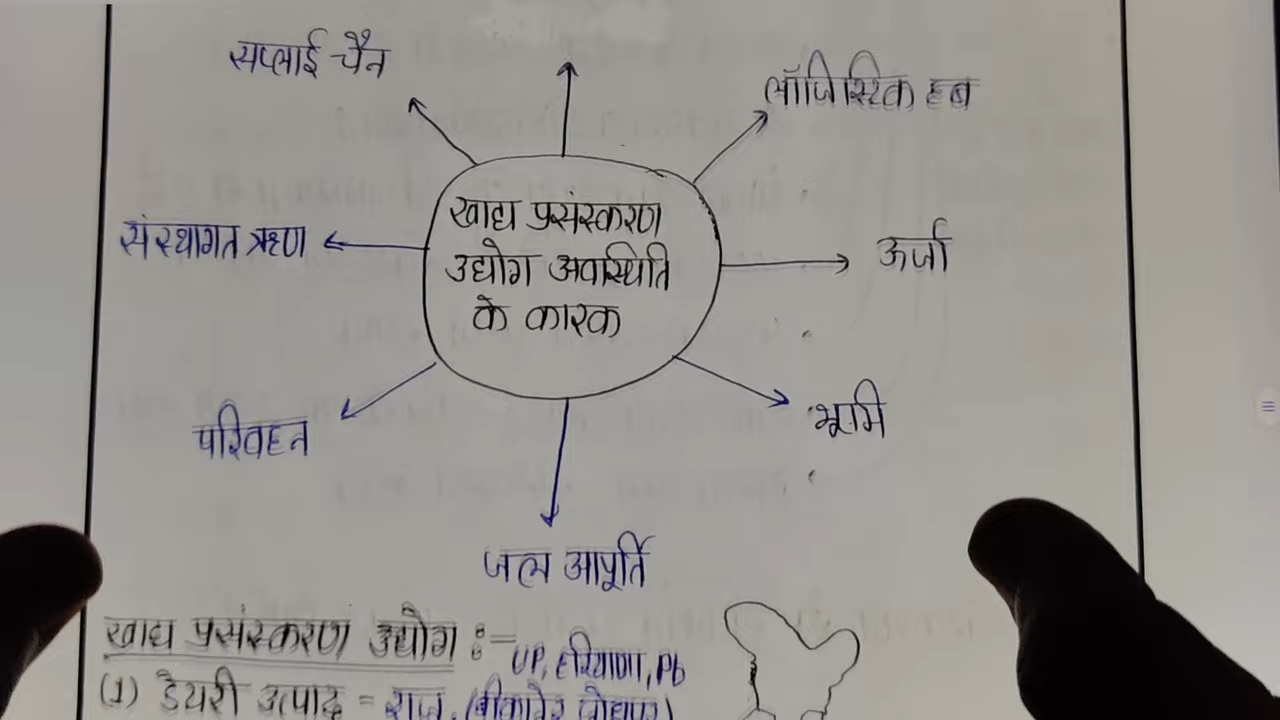 सप्लाई चैन
लॉजिस्टिक हब
खाद्य प्रसंस्करण
उद्योग अवस्थिति
के कारक
संस्थागत ऋण
ऊर्जा
परिवहन
भूमि
जल आपूर्ति
खाद्य प्रसंस्करण उद्योग :-
UP, हरियाणा, Pb
(1) डेयरी उत्पाद = राज. (बीकानेर जोधपुर)